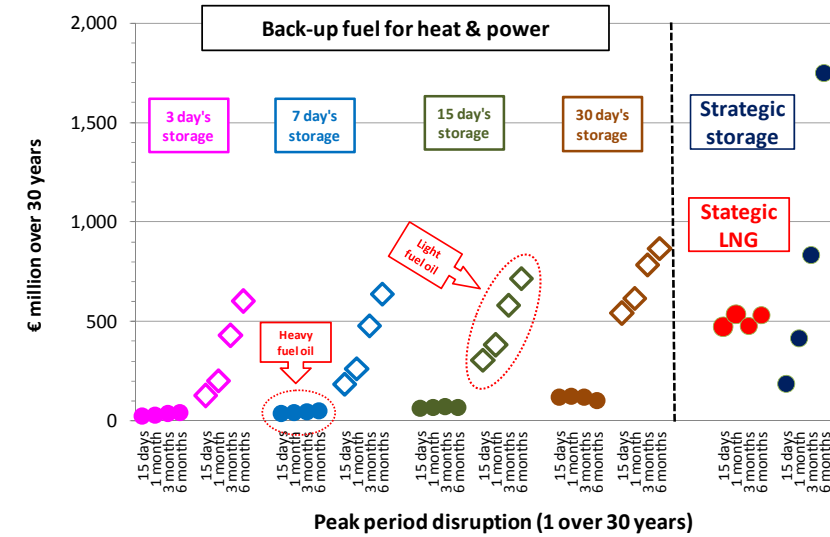 Back-up fuel for heat & power
2,000
1,500
1,000
500
0
€ million over 30 years
3 day's
storage
7 day's
storage
15 day's
storage
30 day's
storage
Strategic
storage
Stategic
LNG
Light
fuel oil
Heavy
fuel oil
15 days
1 month
3 months
6 months
15 days
1 month
3 months
6 months
15 days
1 month
3 months
6 months
15 days
1 month
3 months
6 months
15 days
1 month
3 months
6 months
15 days
1 month
3 months
6 months
15 days
1 month
3 months
6 months
15 days
1 month
3 months
6 months
15 days
1 month
3 months
6 months
15 days
1 month
3 months
6 months
Peak period disruption (1 over 30 years)